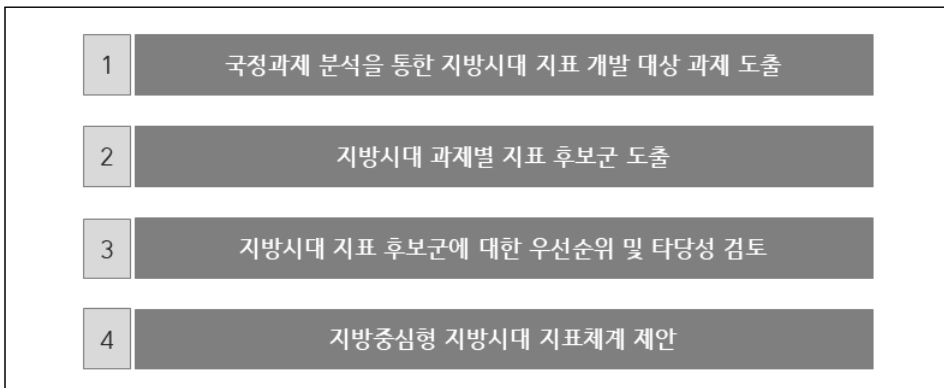 1 국정과제 분석을 통한 지방시대 지표 개발 대상 과제 도출
2 지방시대 과제별 지표 후보군 도출
3 지방시대 지표 후보군에 대한 우선순위 및 타당성 검토
4 지방중심형 지방시대 지표체계 제안